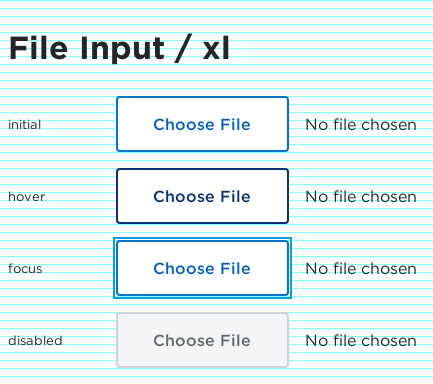 File Input / xl
initial Choose File No file chosen
hover Choose File No file chosen
focus Choose File No file chosen
disabled Choose File No file chosen